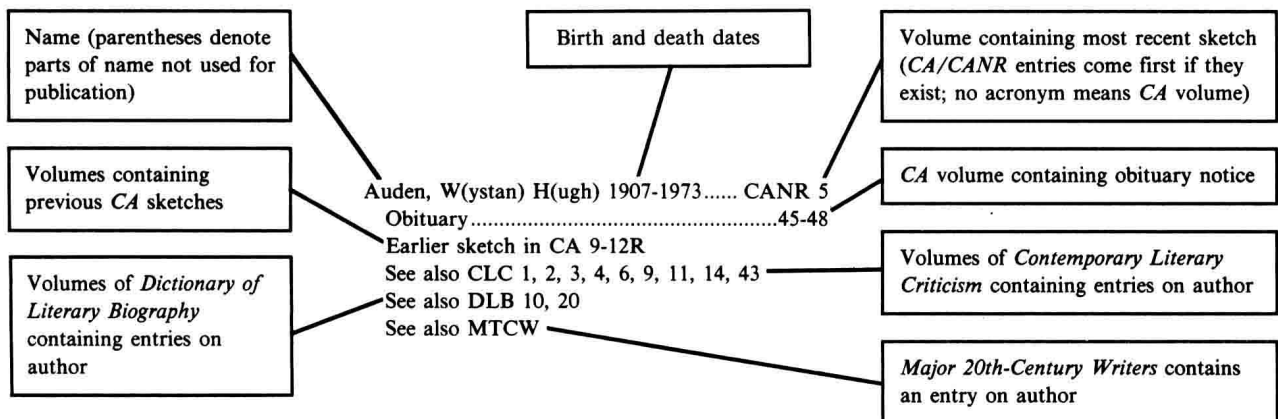 Name (parentheses denote
parts of name not used for
publication)
Birth and death dates
Volume containing most recent sketch
(CA/CANR entries come first if they
exist; no acronym means CA volume)
Volumes containing
previous CA sketches
CA volume containing obituary notice
Auden, W(ystan) H(ugh) 1907-1973...... CANR 5
Obituary....................................................45-48
Earlier sketch in CA 9-12R
See also CLC 1, 2, 3, 4, 6, 9, 11, 14, 43
See also DLB 10, 20
See also MTCW
Volumes of Dictionary of
Literary Biography
containing entries on
author
Volumes of Contemporary Literary
Criticism containing entries on author
Major 20th-Century Writers contains
an entry on author